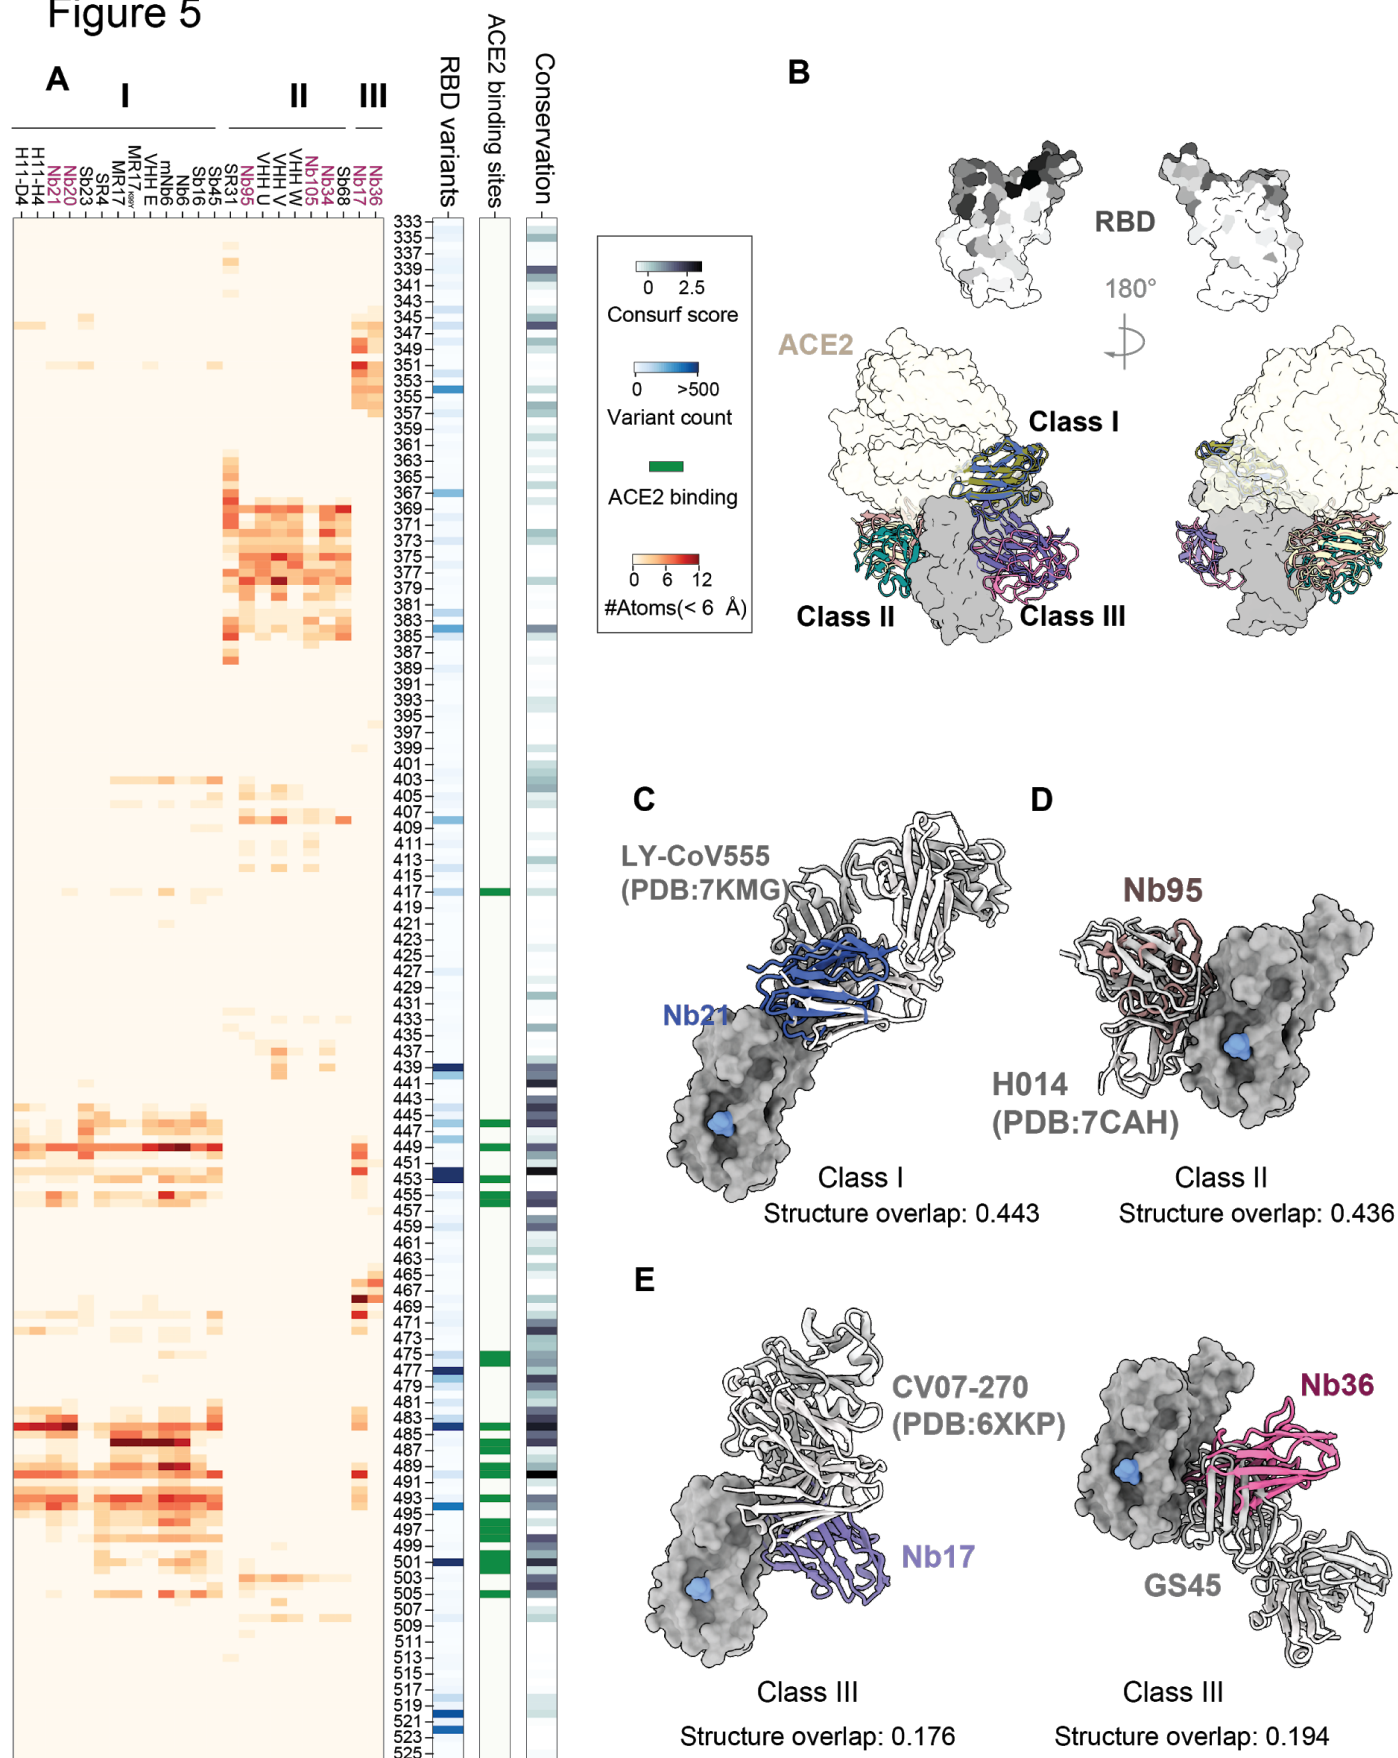 Figure 5
A
I
II
III
H11-D4
H11-H4
Nb21
Nb20
Sb23
SR4
MR17
MR17 K99Y
VHH E
mNb6
Nb6
Sb16
Sb45
SR31
Nb95
VHH U
VHH V
VHH W
Nb105
Nb34
Sb68
Nb17
Nb36
RBD variants
ACE2 binding sites
Conservation
333
335
337
339
341
343
345
347
349
351
353
355
357
359
361
363
365
367
369
371
373
375
377
379
381
383
385
387
389
391
393
395
397
399
401
403
405
407
409
411
413
415
417
419
421
423
425
427
429
431
433
435
437
439
441
443
445
447
449
451
453
455
457
459
461
463
465
467
469
471
473
475
477
479
481
483
485
487
489
491
493
495
497
499
501
503
505
507
509
511
513
515
517
519
521
523
525
0 2.5
Consurf score
0 >500
Variant count
ACE2 binding
0 6 12
#Atoms(< 6 Å)
B
RBD
180°
ACE2
Class I
Class II
Class III
C
LY-CoV555
(PDB:7KMG)
Nb21
Class I
Structure overlap: 0.443
D
Nb95
H014
(PDB:7CAH)
Class II
Structure overlap: 0.436
E
CV07-270
(PDB:6XKP)
Nb17
Class III
Structure overlap: 0.176
Nb36
GS45
Class III
Structure overlap: 0.194